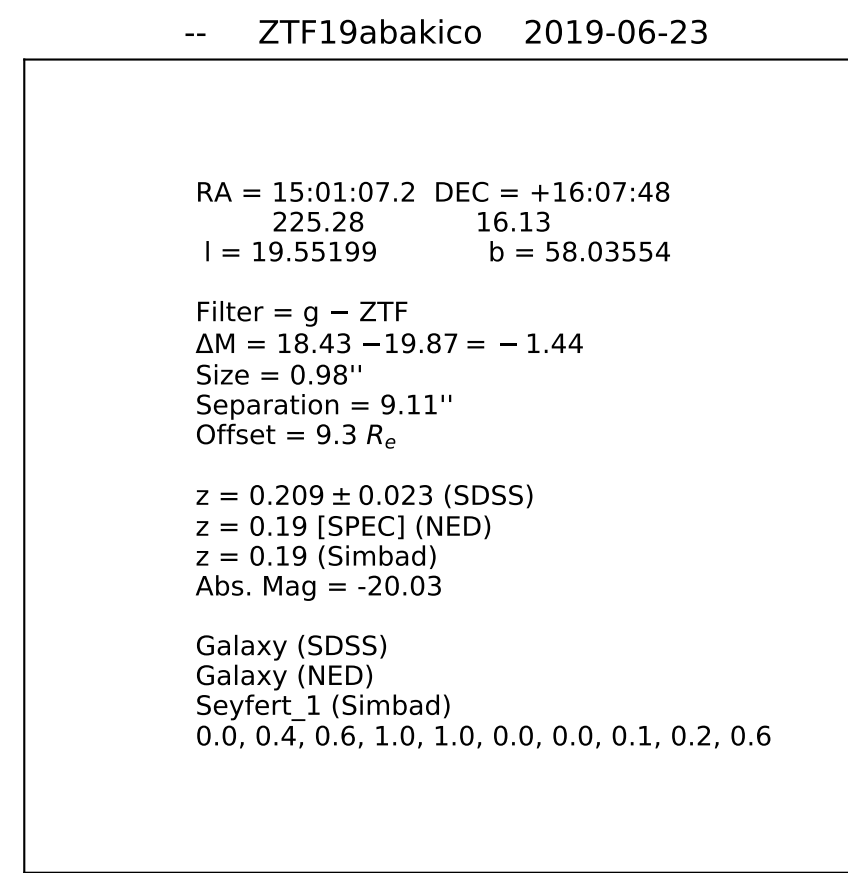 -- ZTF19abakico 2019-06-23
RA = 15:01:07.2 DEC = +16:07:48
225.28 16.13
l = 19.55199 b = 58.03554
Filter = g − ZTF
ΔM = 18.43 −19.87 = − 1.44
Size = 0.98''
Separation = 9.11''
Offset = 9.3 Re
z = 0.209 ± 0.023 (SDSS)
z = 0.19 [SPEC] (NED)
z = 0.19 (Simbad)
Abs. Mag = -20.03
Galaxy (SDSS)
Galaxy (NED)
Seyfert_1 (Simbad)
0.0, 0.4, 0.6, 1.0, 1.0, 0.0, 0.0, 0.1, 0.2, 0.6